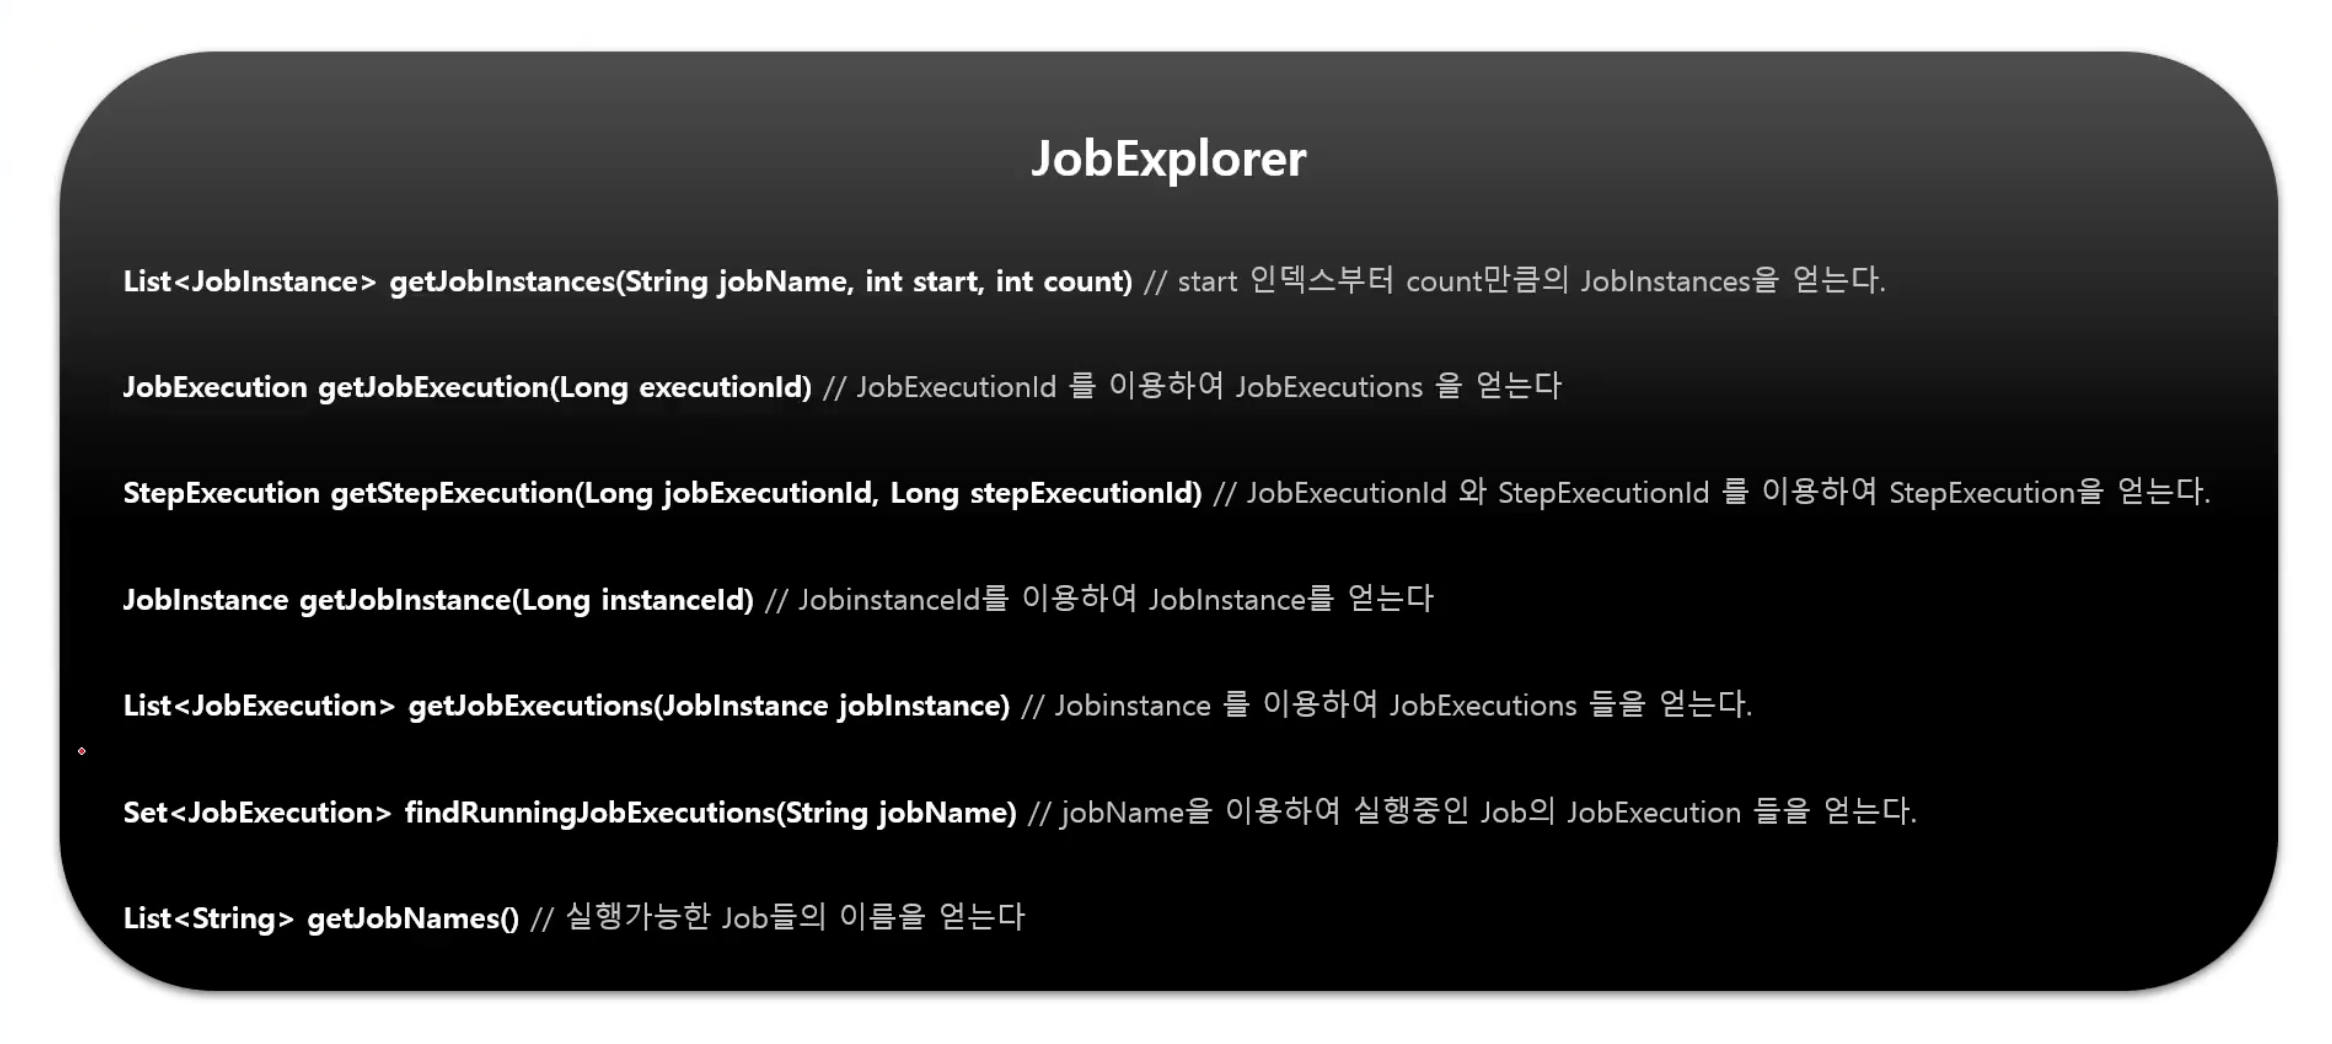 JobExplorer
List<JobInstance> getJobInstances(String jobName, int start, int count) // start 인덱스부터 count만큼의 JobInstances을 얻는다.
JobExecution getJobExecution(Long executionId) // JobExecutionId 를 이용하여 JobExecutions 을 얻는다
StepExecution getStepExecution(Long jobExecutionId, Long stepExecutionId) // JobExecutionId 와 StepExecutionId 를 이용하여 StepExecution을 얻는다.
JobInstance getJobInstance(Long instanceId) // JobinstanceId를 이용하여 JobInstance를 얻는다
List<JobExecution> getJobExecutions(JobInstance jobInstance) // Jobinstance 를 이용하여 JobExecutions 들을 얻는다.
Set<JobExecution> findRunningJobExecutions(String jobName) // jobName을 이용하여 실행중인 Job의 JobExecution 들을 얻는다.
List<String> getJobNames() // 실행가능한 Job들의 이름을 얻는다